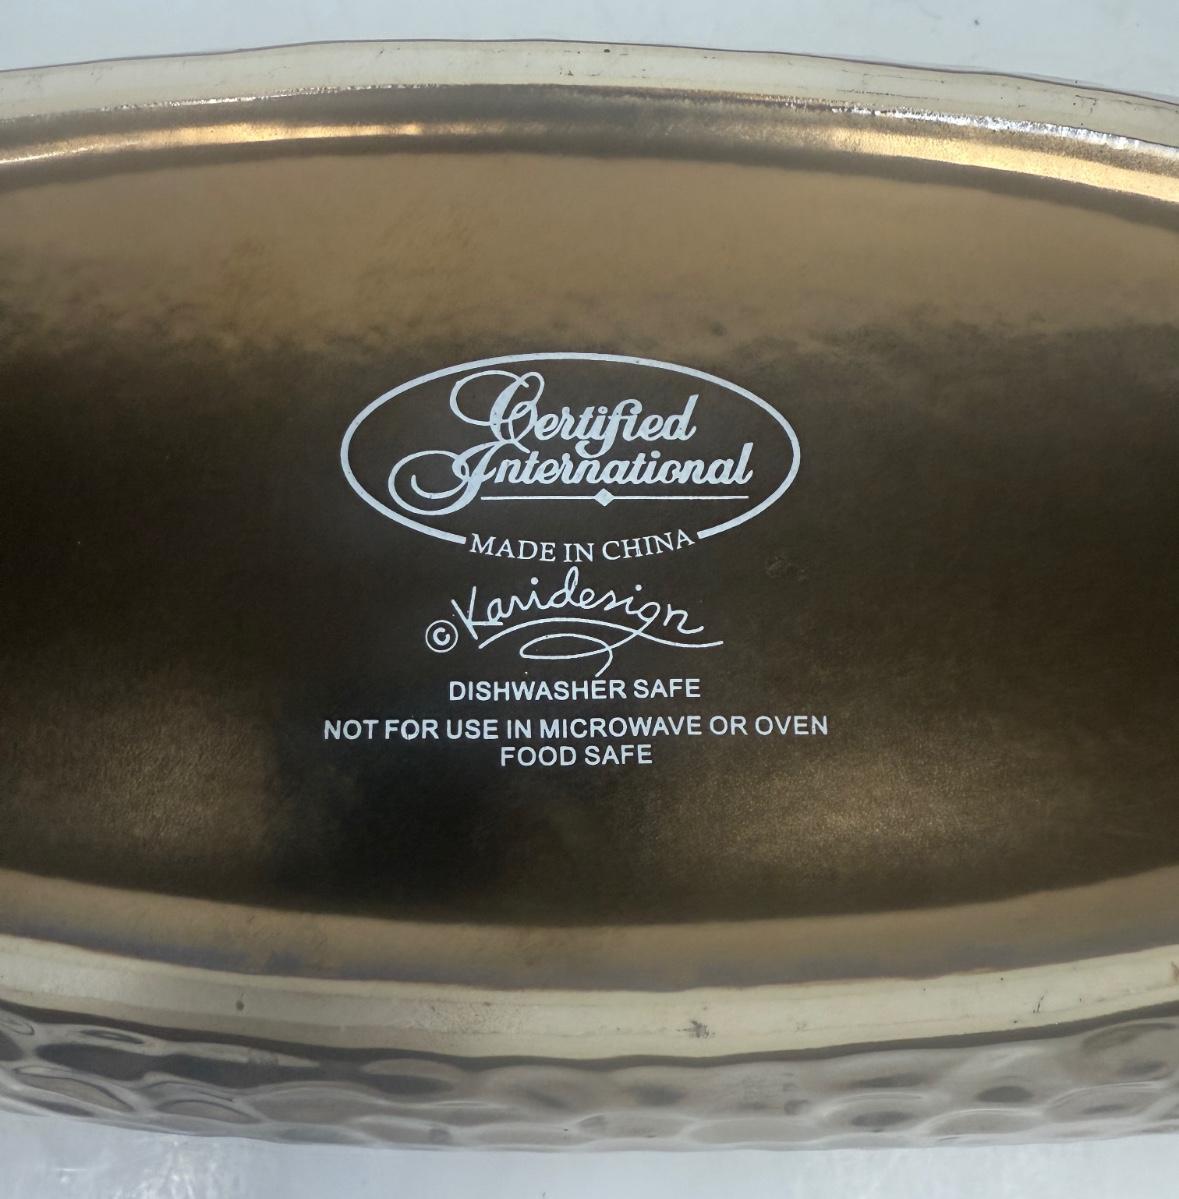 Certified
International
MADE IN CHINA
© Karidesign
DISHWASHER SAFE
NOT FOR USE IN MICROWAVE OR OVEN
FOOD SAFE